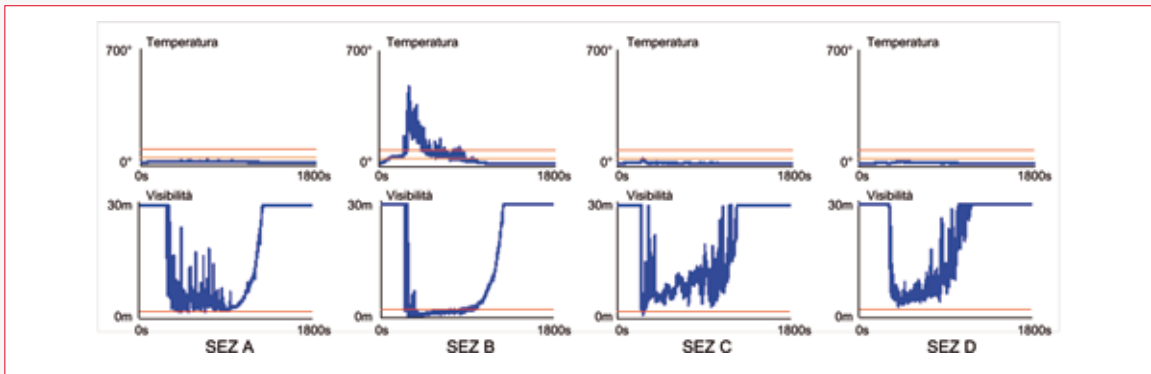 Temperatura
700°
0°
0s 1800s
Temperatura
700°
0°
0s 1800s
Temperatura
700°
0°
0s 1800s
Temperatura
700°
0°
0s 1800s
Visibilità
30m
0m
0s 1800s
SEZ A
Visibilità
30m
0m
0s 1800s
SEZ B
Visibilità
30m
0m
0s 1800s
SEZ C
Visibilità
30m
0m
0s 1800s
SEZ D